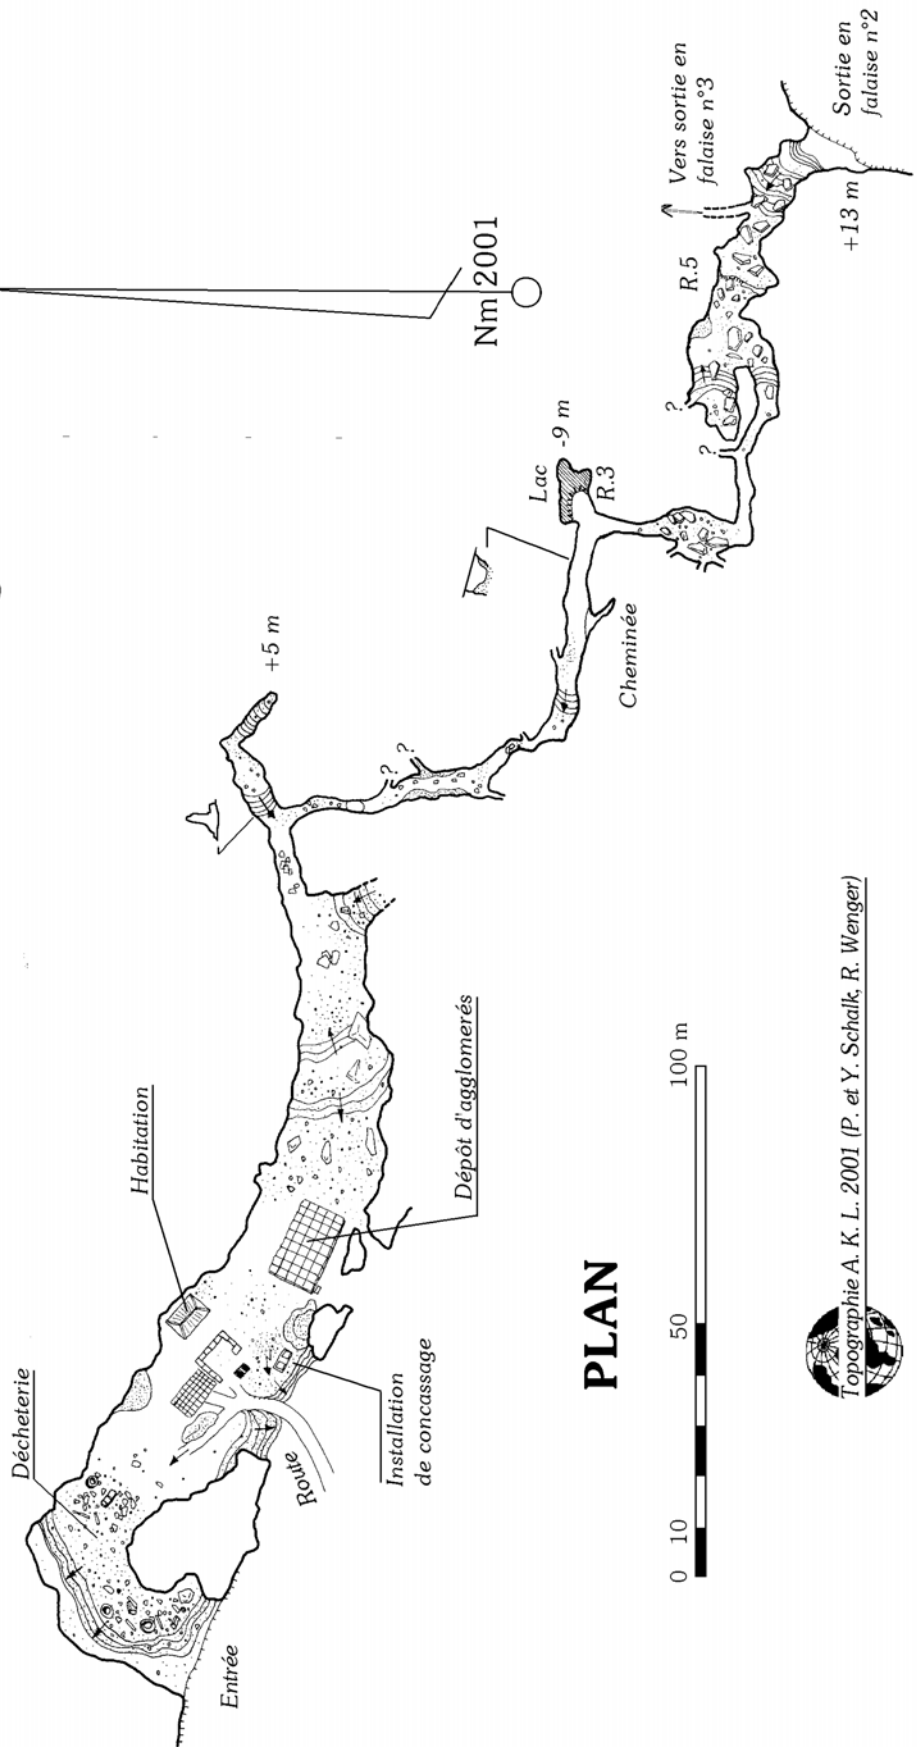 Entrée
Décheterie
Route
Installation
de concassage
Habitation
Dépôt d'agglomerés
+5 m
?
?
Cheminée
Lac
-9 m
R.3
?
?
R.5
Vers sortie en
falaise n°3
+13 m
Sortie en
falaise n°2
Nm 2001
PLAN
0 10 50 100 m
Topographie A. K. L. 2001 (P. et Y. Schalk, R. Wenger)